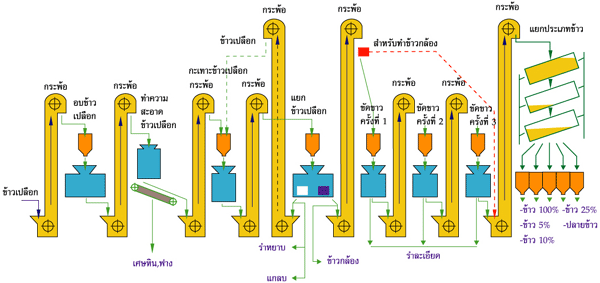 กระพ้อ
กระพ้อ
ข้าวเปลือก
แยกประเภทข้าว
สำหรับทำข้าวกล้อง
กระเทาะข้าวเปลือก
กระพ้อ
กระพ้อ
แยก
ข้าวเปลือก
กระพ้อ
กระพ้อ
กระพ้อ
กระพ้อ
กระพ้อ
อบข้าว
เปลือก
ทำความ
สะอาด
ข้าวเปลือก
ขัดขาว
ครั้งที่ 1
ขัดขาว
ครั้งที่ 2
ขัดขาว
ครั้งที่ 3
ข้าวเปลือก
-ข้าว 100%
-ข้าว 25%
-ข้าว 5%
-ปลายข้าว
-ข้าว 10%
เศษหิน,ฟาง
รำหยาบ
ข้าวกล้อง
รำละเอียด
แกลบ